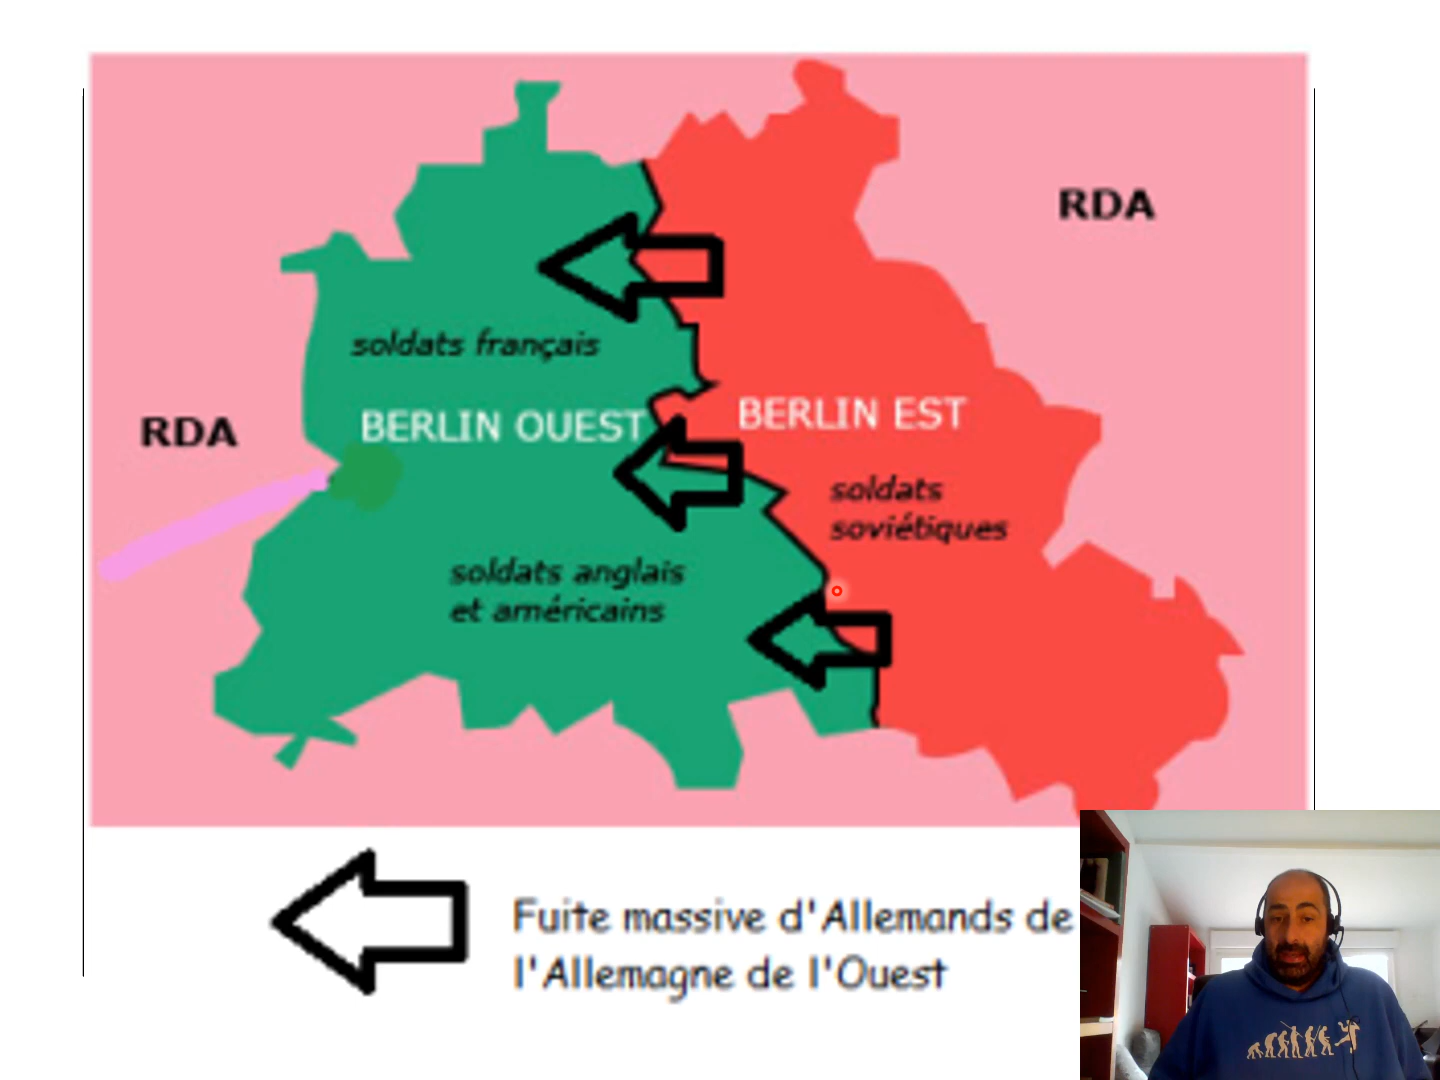 RDA
soldats français
RDA
BERLIN OUEST
BERLIN EST
soldats
soviétiques
soldats anglais
et américains
Fuite massive d'Allemands de
l'Allemagne de l'Ouest